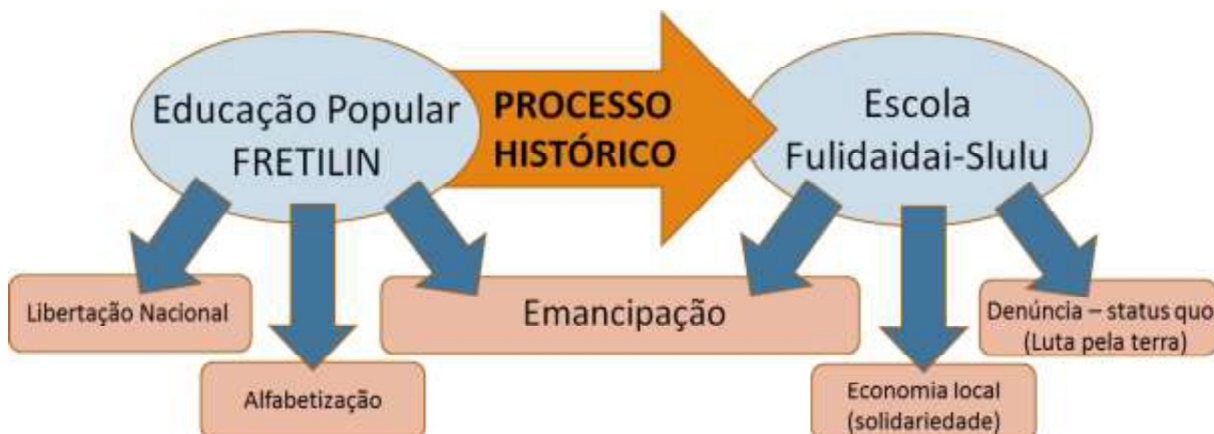 Educação Popular
FRETILIN
PROCESSO
HISTÓRICO
Escola
Fulidaidai-Slulu
Libertação Nacional
Alfabetização
Emancipação
Economia local
(solidariedade)
Denúncia – status quo
(Luta pela terra)